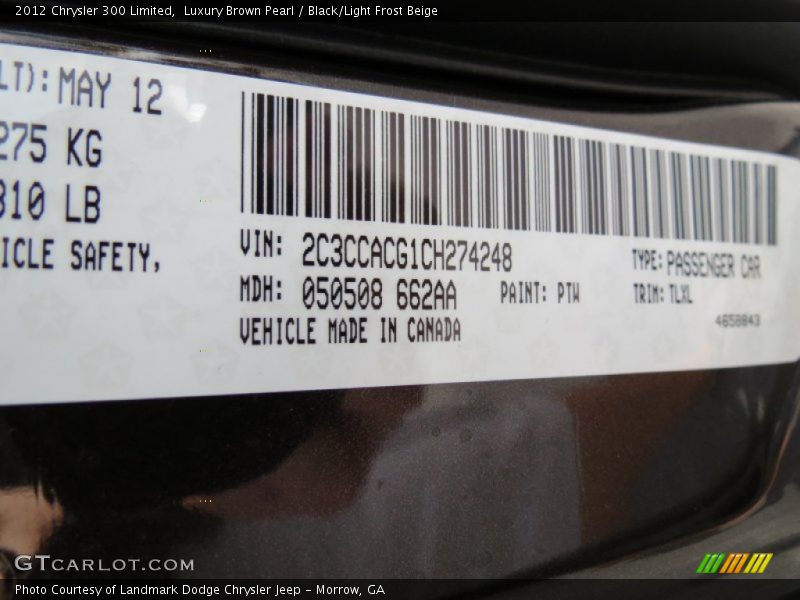 2012 Chrysler 300 Limited,  Luxury Brown Pearl / Black/Light Frost Beige
LT): MAY 12
275 KG
310 LB
ICLE SAFETY,
VIN: 2C3CCACG1CH274248
TYPE: PASSENGER CAR
MDH: 050508 662AA
PAINT: PTW
TRIM: TLXL
VEHICLE MADE IN CANADA
4658843
GTCARLOT.COM
Photo Courtesy of Landmark Dodge Chrysler Jeep - Morrow, GA